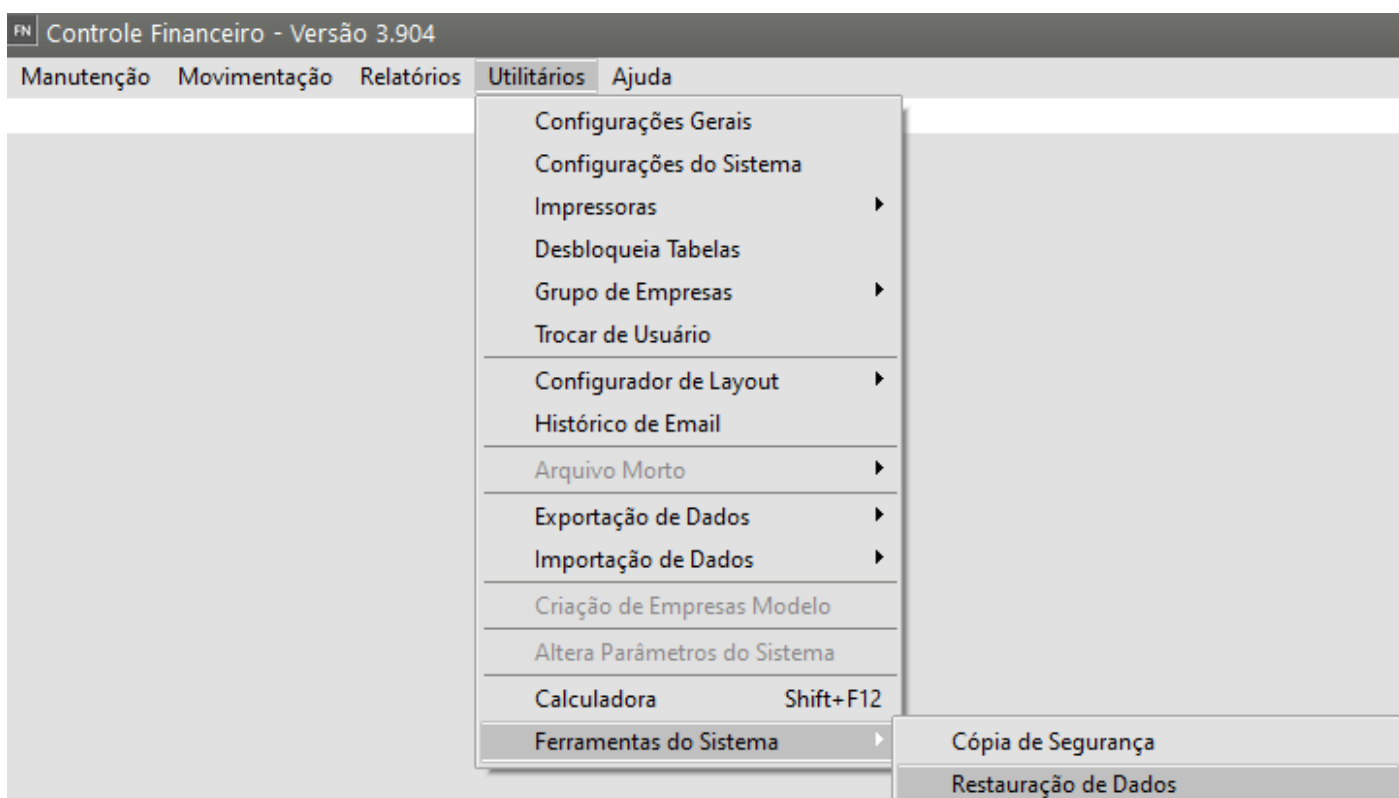 FN Controle Financeiro - Versão 3.904
Manutenção Movimentação Relatórios Utilitários Ajuda
Configurações Gerais
Configurações do Sistema
Impressoras
Desbloqueia Tabelas
Grupo de Empresas
Trocar de Usuário
Configurador de Layout
Histórico de Email
Arquivo Morto
Exportação de Dados
Importação de Dados
Criação de Empresas Modelo
Altera Parâmetros do Sistema
Calculadora Shift+F12
Ferramentas do Sistema Cópia de Segurança
Restauração de Dados